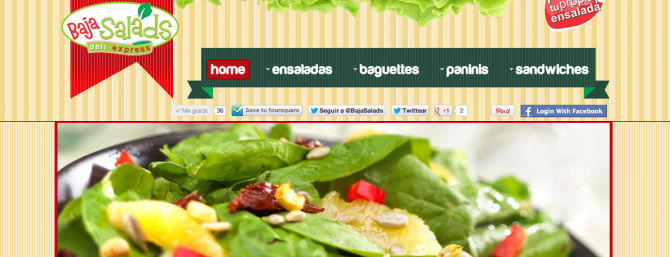 Baja Salads
deli express
tu propia
ensalada
home ensaladas baguettes paninis sandwiches
Me gusta 36 Save to foursquare Seguir a @BajaSalads Twittear +1 2 Pin it Login With Facebook